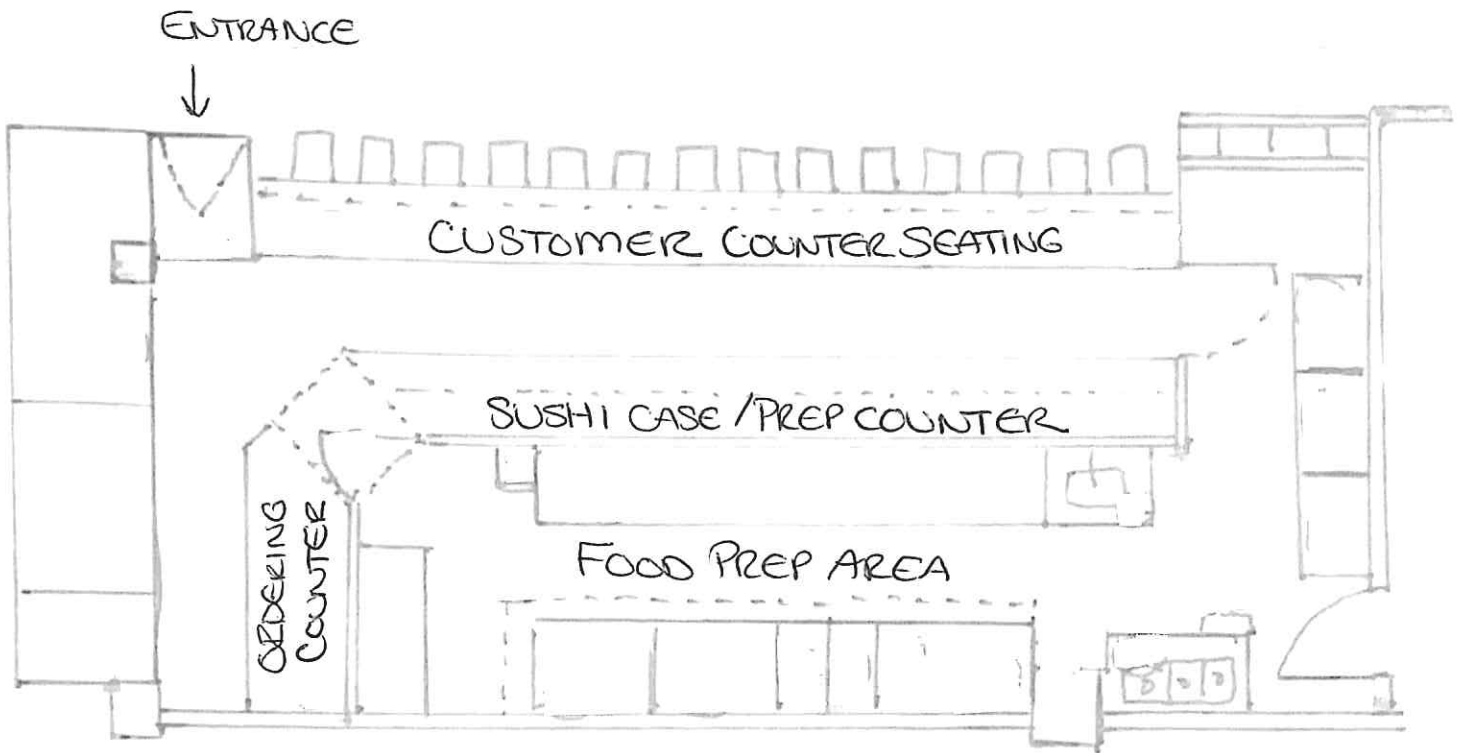 ENTRANCE
CUSTOMER COUNTER SEATING
SUSHI CASE / PREP COUNTER
ORDERING
COUNTER
FOOD PREP AREA